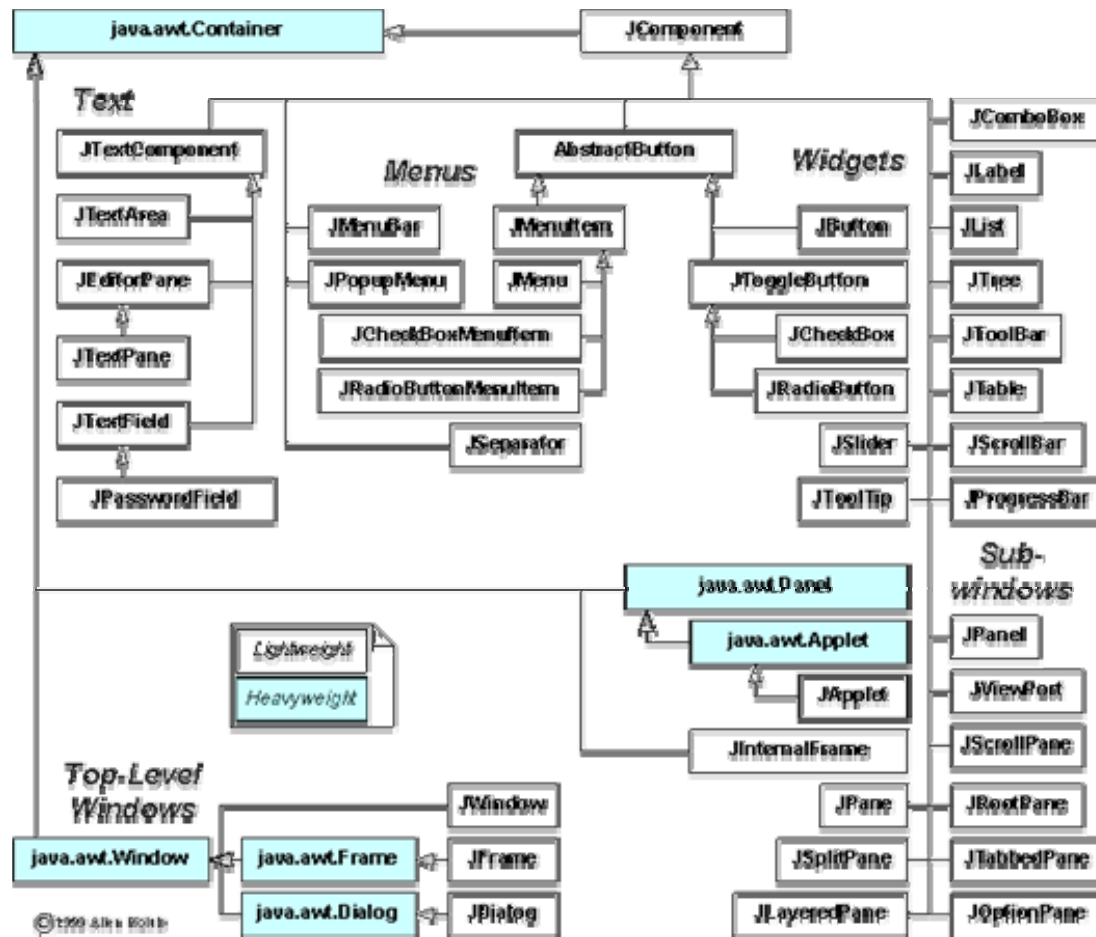 java.awt.Container
JComponent
Text
JTextComponent
AbstractButton
JComboBox
Menus
Widgets
JLabel
JTextArea
JMenuBar
JMenuItem
JButton
JList
JEditorPane
JPopupMenu
JMenu
JToggleButton
JTree
JTextPane
JCheckBoxMenuItem
JCheckBox
JToolBar
JRadioButtonMenuItem
JRadioButton
JTable
JTextField
JSeparator
JSlider
JScrollBar
JPasswordField
JToolTip
JProgressBar
Sub-
windows
java.awt.Panel
java.awt.Applet
JPanel
Lightweight
Heavyweight
JApplet
JViewPort
JInternalFrame
JScrollPane
Top-Level
Windows
JWindow
JPane
JRootPane
java.awt.Window
java.awt.Frame
JFrame
JSplitPane
JTabbedPane
java.awt.Dialog
JDialog
JLayeredPane
JOptionPane
©1999 Allen Holub